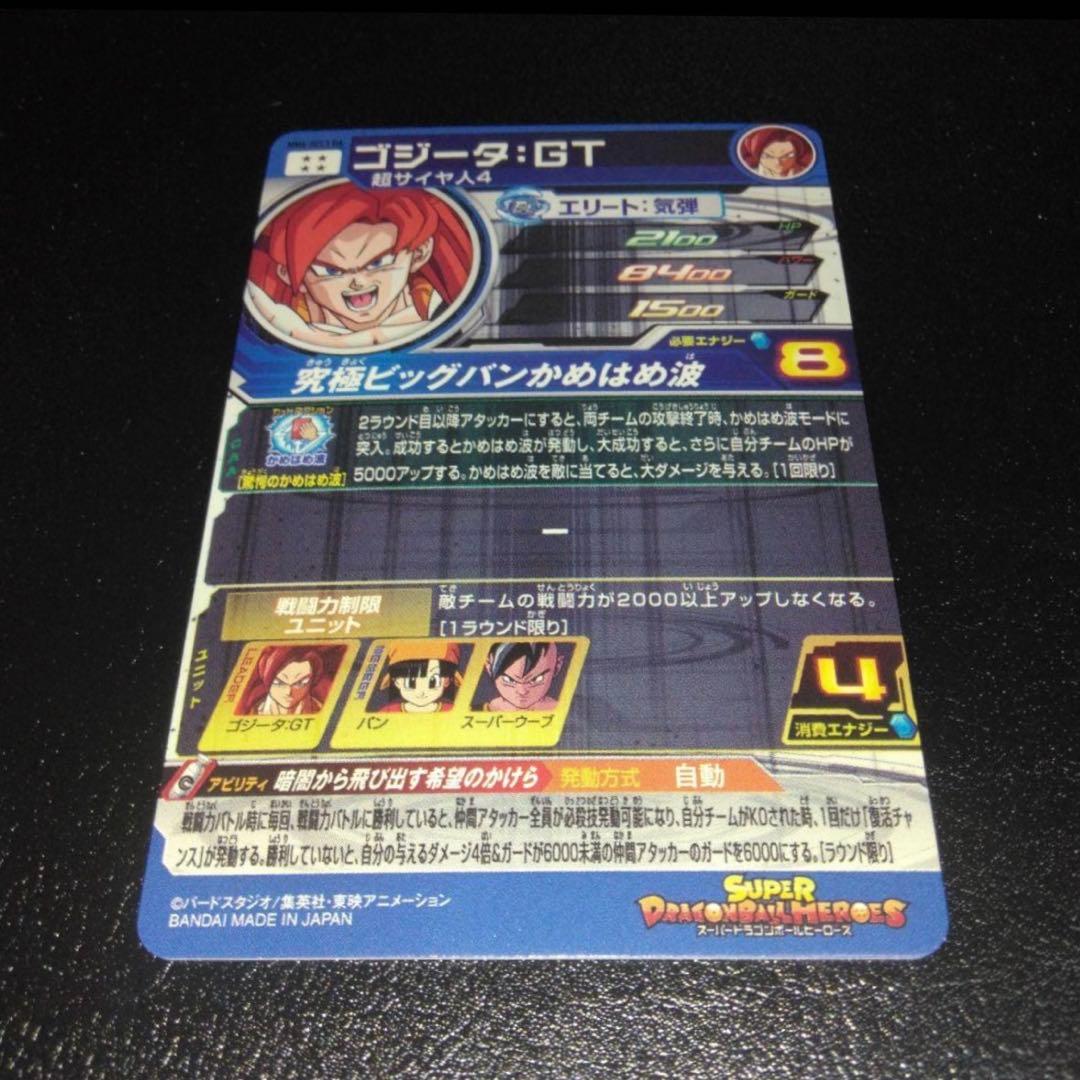 ゴジータ:GT
超サイヤ人4
エリート:気弾
2100 HP
8400 パワー
1500 ガード
必要エナジー 8
究極ビッグバンかめはめ波
かめはめ波
[驚愕のかめはめ波]
2ラウンド目以降アタッカーにすると、両チームの攻撃終了時、かめはめ波モードに
突入。成功するとかめはめ波が発動し、大成功すると、さらに自分チームのHPが
5000アップする。かめはめ波を敵に当てると、大ダメージを与える。[1回限り]
ー
戦闘力制限
ユニット
敵チームの戦闘力が2000以上アップしなくなる。
[1ラウンド限り]
ユニット
LEADER
ゴジータ:GT
MEMBER
パン
スーパーウーブ
4
消費エナジー
アビリティ 暗闇から飛び出す希望のかけら 発動方式 自動
戦闘力バトル時に毎回、戦闘力バトルに勝利していると、仲間アタッカー全員が必殺技発動可能になり、自分チームがKOされた時、1回だけ「復活チャ
ンス」が発動する。勝利していないと、自分の与えるダメージ4倍&ガードが6000未満の仲間アタッカーのガードを6000にする。[ラウンド限り]
©バードスタジオ/集英社・東映アニメーション
BANDAI MADE IN JAPAN
SUPER
DRAGONBALL HEROES
スーパードラゴンボールヒーローズ